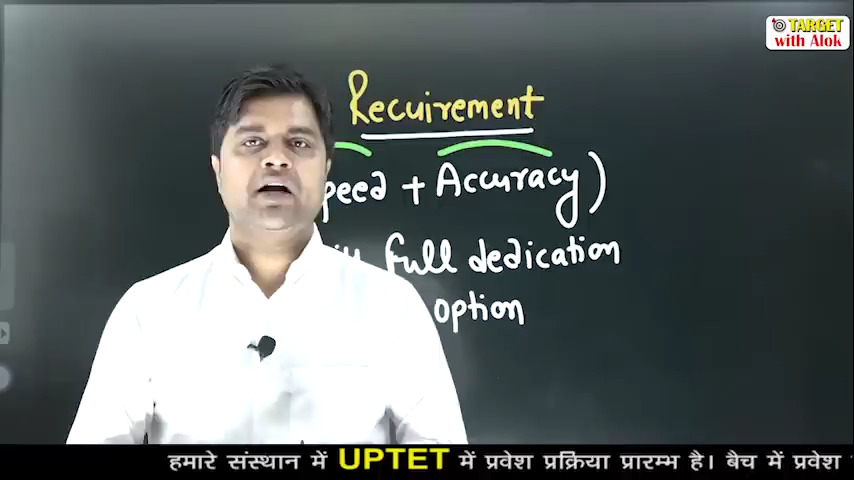 TARGET
with Alok
Recuirement
peed + Accuracy)
full dedication
option
हमारे संस्थान में UPTET में प्रवेश प्रक्रिया प्रारम्भ है। बैच में प्रवेश